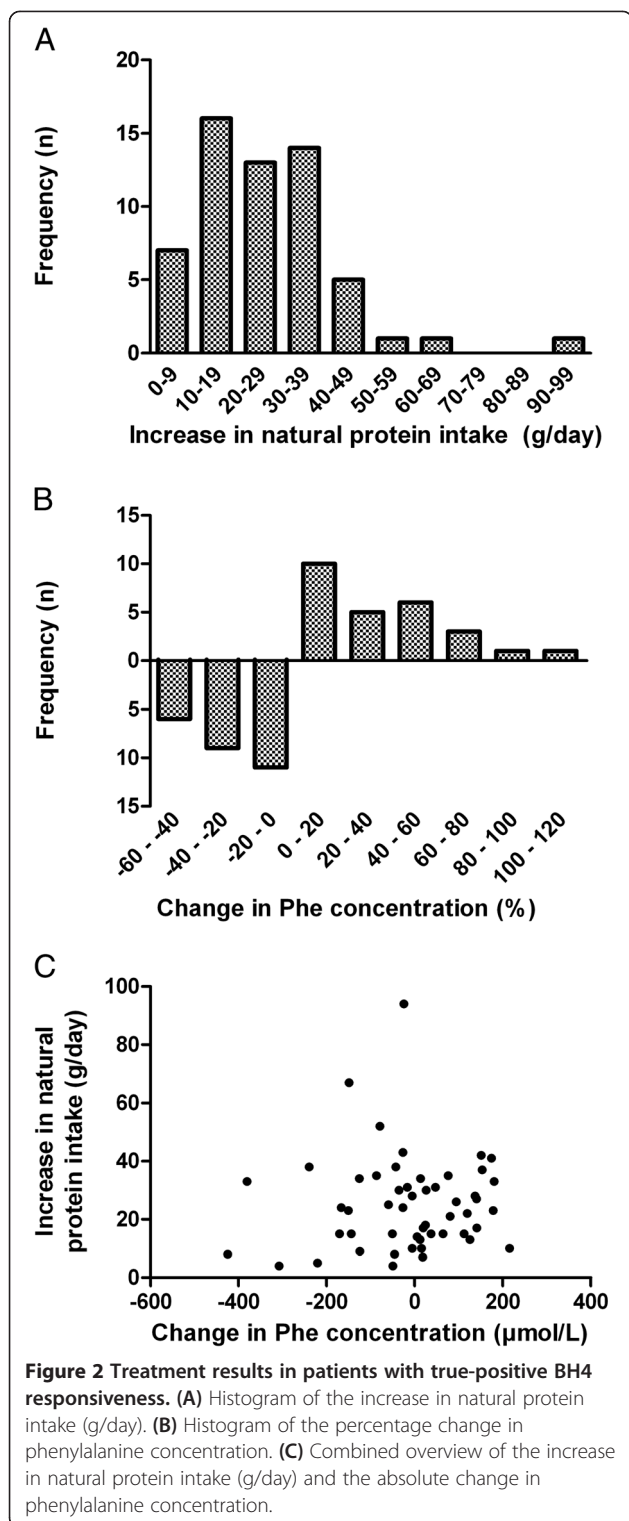 A
20
15
10
5
0
Frequency (n)
0-9
10-19
20-29
30-39
40-49
50-59
60-69
70-79
80-89
90-99
Increase in natural protein intake (g/day)
B
15
10
5
0
5
10
15
Frequency (n)
-60 - -40
-40 - -20
-20 - 0
0 - 20
20 - 40
40 - 60
60 - 80
80 - 100
100 - 120
Change in Phe concentration (%)
C
100
80
60
40
20
0
Increase in natural
protein intake (g/day)
-600
-400
-200
0
200
400
Change in Phe concentration (µmol/L)
Figure 2 Treatment results in patients with true-positive BH4
responsiveness. (A) Histogram of the increase in natural protein
intake (g/day). (B) Histogram of the percentage change in
phenylalanine concentration. (C) Combined overview of the increase
in natural protein intake (g/day) and the absolute change in
phenylalanine concentration.